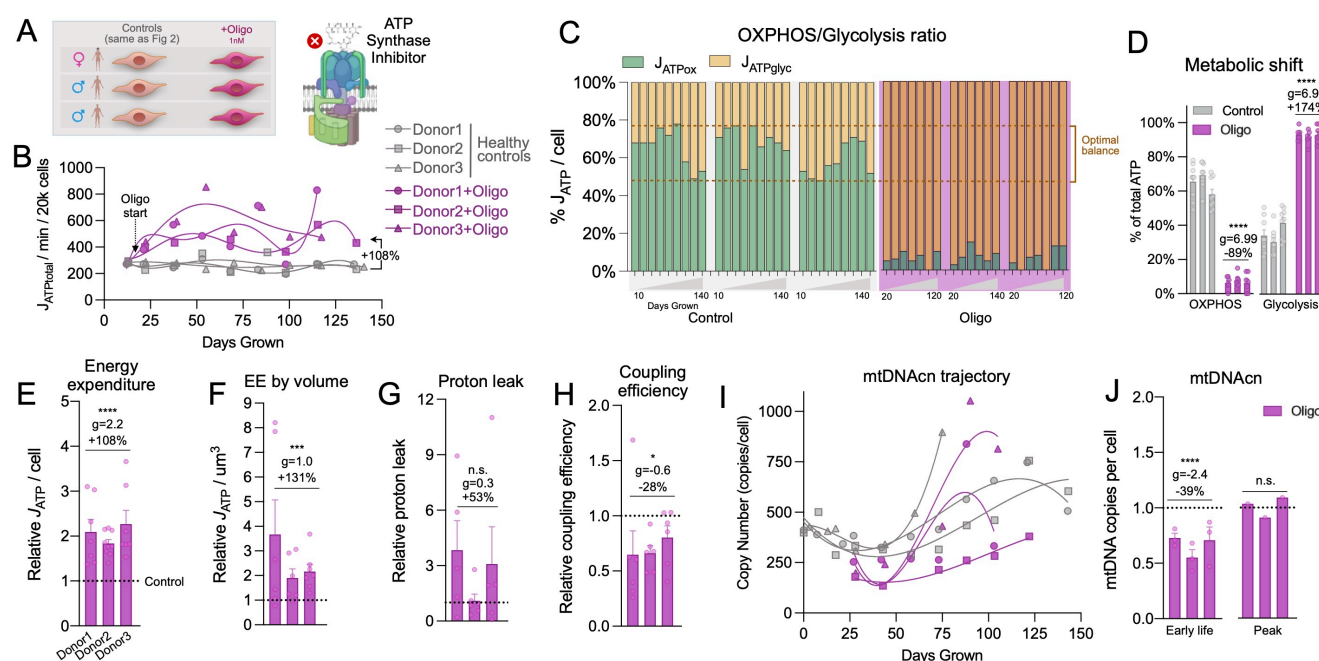 A
Controls
(same as Fig 2)
+Oligo
1nM
ATP
Synthase
Inhibitor
Donor1
Donor2
Donor3
Healthy
controls
Donor1+Oligo
Donor2+Oligo
Donor3+Oligo
B
JATPtotal / min / 20k cells
1000
800
600
400
200
0
Oligo
start
+108%
0
25
50
75
100
125
150
Days Grown
C
OXPHOS/Glycolysis ratio
JATPox
JATPglyc
% JATP / cell
100%
80%
60%
40%
20%
0%
Optimal
balance
10
140
10
140
10
140
20
120
20
140
20
120
Days Grown
Control
Oligo
D
Metabolic shift
****
g=6.9
+174%
Control
Oligo
% of total ATP
100%
80%
60%
40%
20%
0%
****
g=6.99
-89%
OXPHOS
Glycolysis
E
Energy
expenditure
Relative JATP / cell
5
4
3
2
1
0
****
g=2.2
+108%
Control
Donor1
Donor2
Donor3
F
EE by volume
Relative JATP / um3
9
8
7
6
5
4
3
2
1
0
***
g=1.0
+131%
G
Proton leak
Relative proton leak
12
9
6
3
0
n.s.
g=0.3
+53%
H
Coupling
efficiency
Relative coupling efficiency
2.0
1.5
1.0
0.5
0.0
*
g=-0.6
-28%
I
mtDNAcn trajectory
Copy Number (copies/cell)
1000
750
500
250
0
0
25
50
75
100
125
150
Days Grown
J
mtDNAcn
Oligo
mtDNA copies per cell
2.0
1.5
1.0
0.5
0.0
****
g=-2.4
-39%
n.s.
Early life
Peak